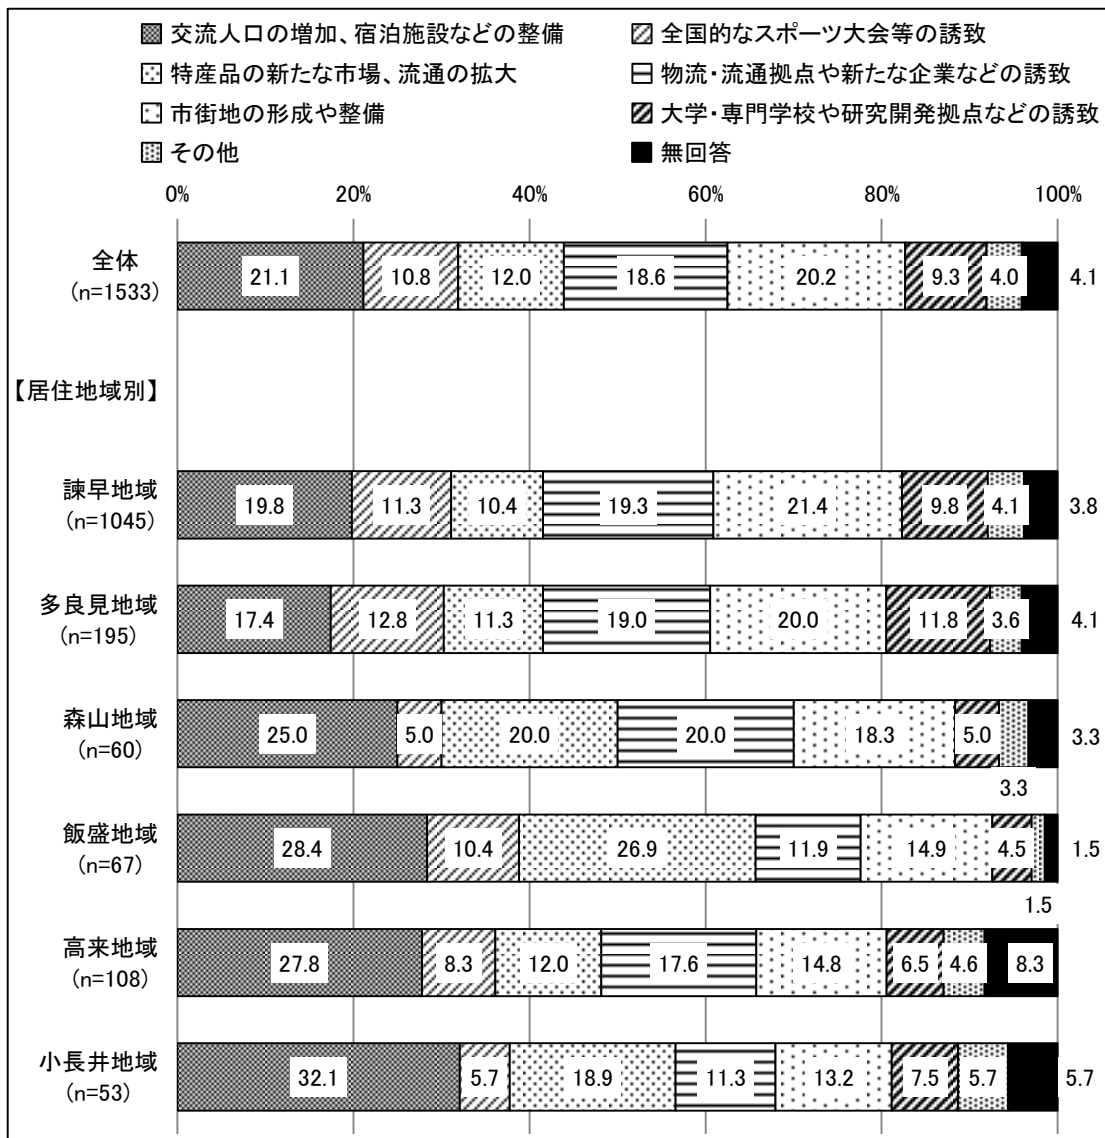 交流人口の増加、宿泊施設などの整備
全国的なスポーツ大会等の誘致
特産品の新たな市場、流通の拡大
物流・流通拠点や新たな企業などの誘致
市街地の形成や整備
大学・専門学校や研究開発拠点などの誘致
その他
無回答
0% 20% 40% 60% 80% 100%
全体
(n=1533)
21.1 10.8 12.0 18.6 20.2 9.3 4.0 4.1
【居住地域別】
諫早地域
(n=1045)
19.8 11.3 10.4 19.3 21.4 9.8 4.1 3.8
多良見地域
(n=195)
17.4 12.8 11.3 19.0 20.0 11.8 3.6 4.1
森山地域
(n=60)
25.0 5.0 20.0 20.0 18.3 5.0 3.3
3.3
飯盛地域
(n=67)
28.4 10.4 26.9 11.9 14.9 4.5 1.5
1.5
高来地域
(n=108)
27.8 8.3 12.0 17.6 14.8 6.5 4.6 8.3
小長井地域
(n=53)
32.1 5.7 18.9 11.3 13.2 7.5 5.7 5.7